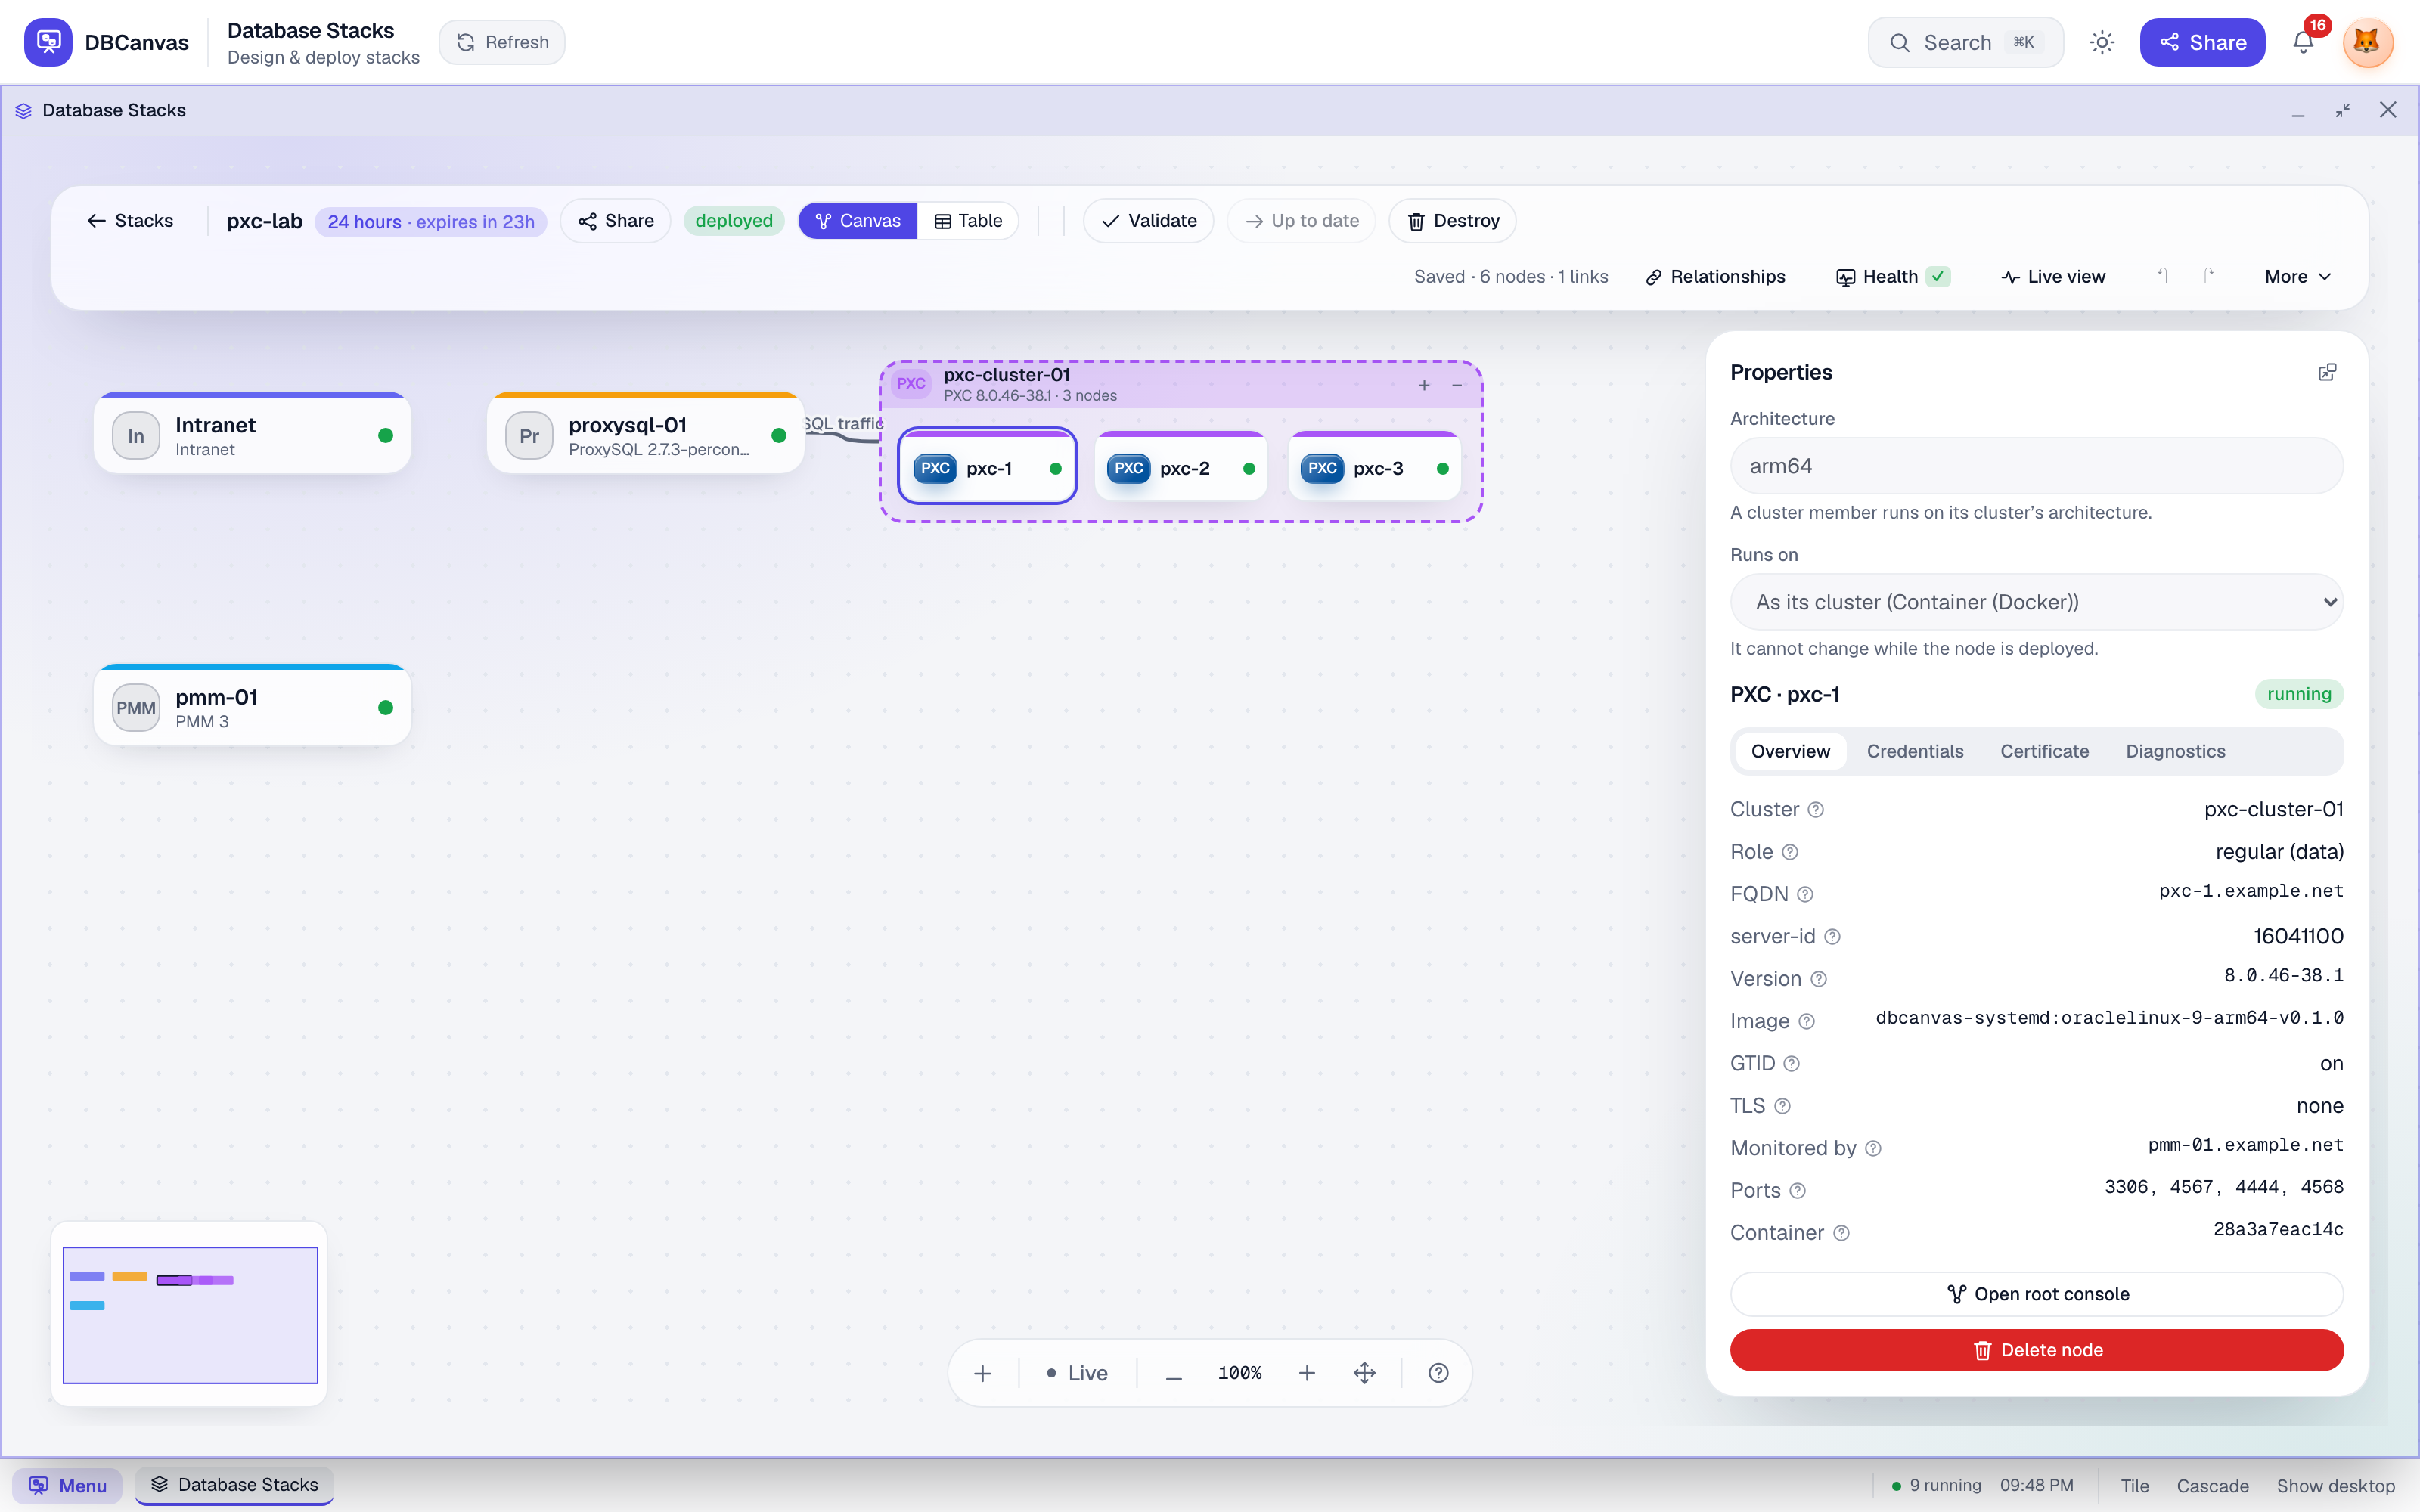 DBCanvas
Database Stacks
Design & deploy stacks
Refresh
Search ⌘K
Share
16
Database Stacks
Stacks
pxc-lab
24 hours · expires in 23h
Share
deployed
Canvas
Table
Validate
Up to date
Destroy
Saved · 6 nodes · 1 links
Relationships
Health
Live view
More
In
Intranet
Intranet
Pr
proxysql-01
ProxySQL 2.7.3-percon...
SQL traffic
PXC
pxc-cluster-01
PXC 8.0.46-38.1 · 3 nodes
PXC pxc-1
PXC pxc-2
PXC pxc-3
PMM
pmm-01
PMM 3
Properties
Architecture
arm64
A cluster member runs on its cluster’s architecture.
Runs on
As its cluster (Container (Docker))
It cannot change while the node is deployed.
PXC · pxc-1
running
Overview
Credentials
Certificate
Diagnostics
Cluster pxc-cluster-01
Role regular (data)
FQDN pxc-1.example.net
server-id 16041100
Version 8.0.46-38.1
Image dbcanvas-systemd:oraclelinux-9-arm64-v0.1.0
GTID on
TLS none
Monitored by pmm-01.example.net
Ports 3306, 4567, 4444, 4568
Container 28a3a7eac14c
Open root console
Delete node
Live
100%
Menu
Database Stacks
9 running
09:48 PM
Tile
Cascade
Show desktop